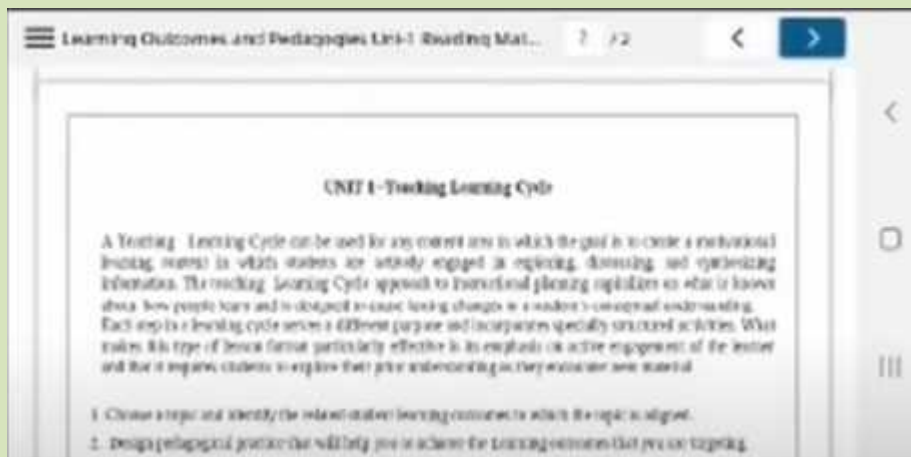 Learning Outcomes and Pedagogies Unit-1 Reading Mat...
2 / 2
UNIT 1 - Teaching Learning Cycle
A Teaching Learning Cycle can be used for any content area in which the goal is to create a motivational
learning context in which students are actively engaged in exploring, discussing, and synthesizing
information. The teaching Learning Cycle approach to instructional planning capitalizes on what is known
about how people learn and is designed to cause lasting changes in a student's conceptual understanding.
Each step in a learning cycle serves a different purpose and incorporates specially structured activities. What
makes this type of lesson format particularly effective is its emphasis on active engagement of the learner
and that it requires students to explore their prior understanding as they encounter new material
1. Choose a topic and identify the related student learning outcomes to which the topic is aligned.
2. Design pedagogical practice that will help you to achieve the Learning outcomes that you are targeting.